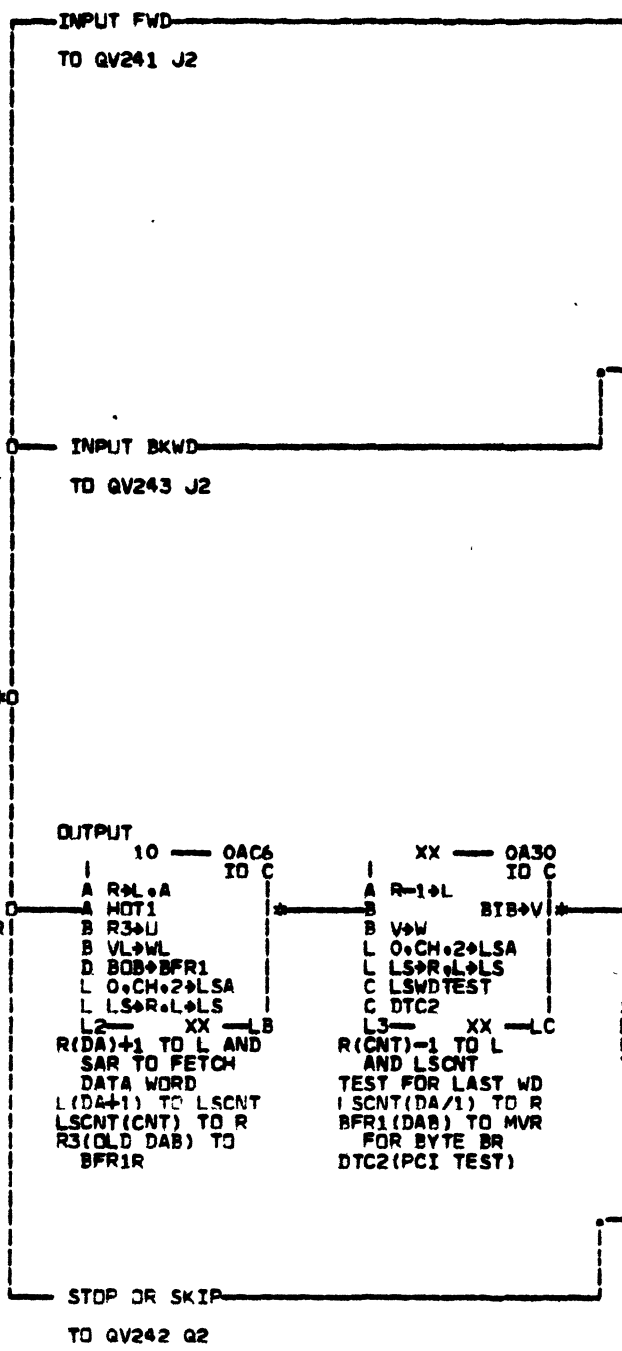 INPUT FWD
TO QV241 J2
INPUT BKWD
TO QV243 J2
OUTPUT
10 — 0AC6
IO C
A R→L.A
A HOT1
B R3→U
B VL→WL
D BOB→BFR1
L 0.CH.2→LSA
L LS→R.L→LS
L2— XX —LB
R(DA)+1 TO L AND
SAR TO FETCH
DATA WORD
L(DA+1) TO LSCNT
LSCNT(CNT) TO R
R3(OLD DAB) TO
BFR1R
XX — 0A30
IO C
A R-1→L
B BIB→V
B V→W
L 0.CH.2→LSA
L LS→R.L→LS
C LSWDTEST
C DTC2
L3— XX —LC
R(CNT)-1 TO L
AND LSCNT
TEST FOR LAST WD
LSCNT(DA/1) TO R
BFR1(DAB) TO MVR
FOR BYTE BR
DTC2(PCI TEST)
STOP OR SKIP
TO QV242 Q2